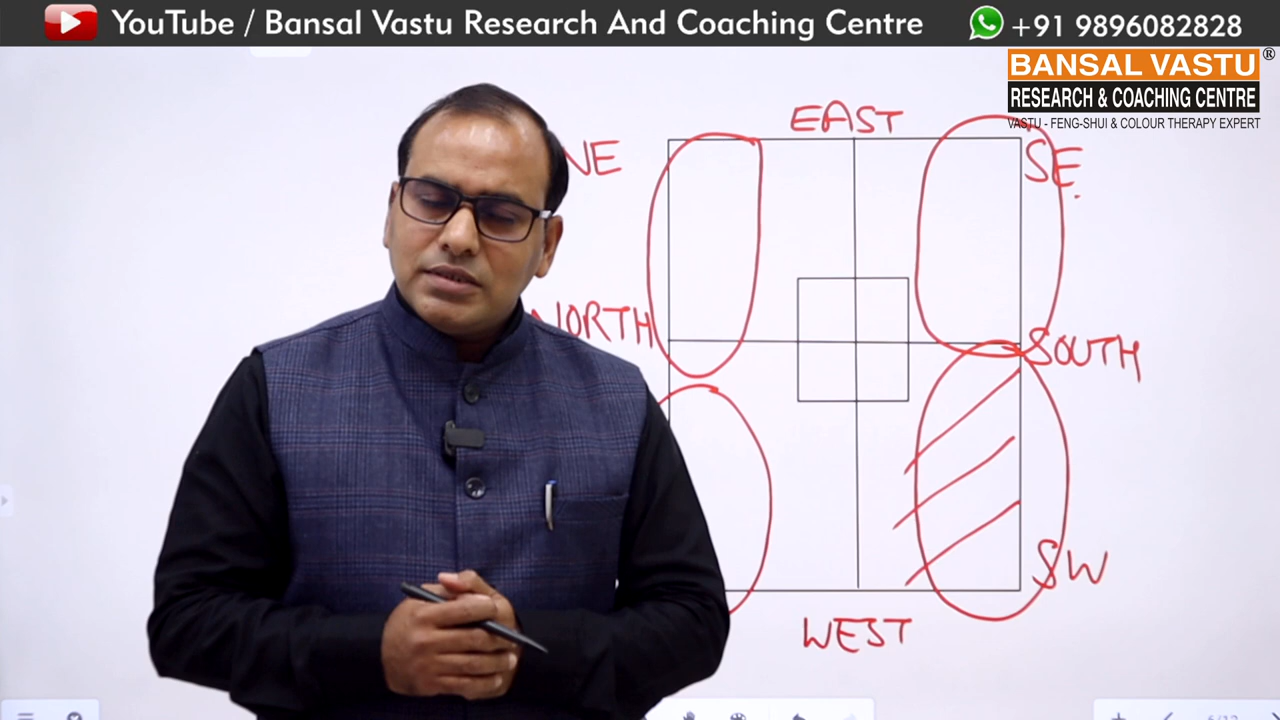 YouTube / Bansal Vastu Research And Coaching Centre
+91 9896082828
BANSAL VASTU®
RESEARCH & COACHING CENTRE
VASTU - FENG-SHUI & COLOUR THERAPY EXPERT
EAST
NE
SE.
NORTH
SOUTH
SW
WEST